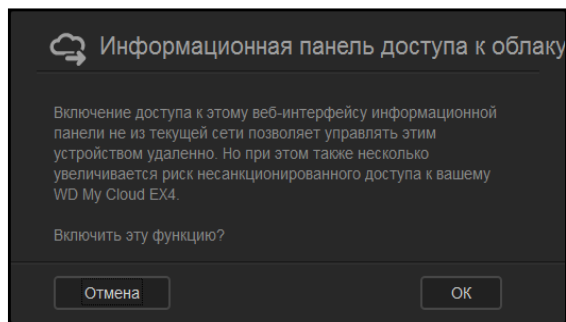 Информационная панель доступа к облаку
Включение доступа к этому веб-интерфейсу информационной
панели не из текущей сети позволяет управлять этим
устройством удаленно. Но при этом также несколько
увеличивается риск несанкционированного доступа к вашему
WD My Cloud EX4.
Включить эту функцию?
Отмена
ОК